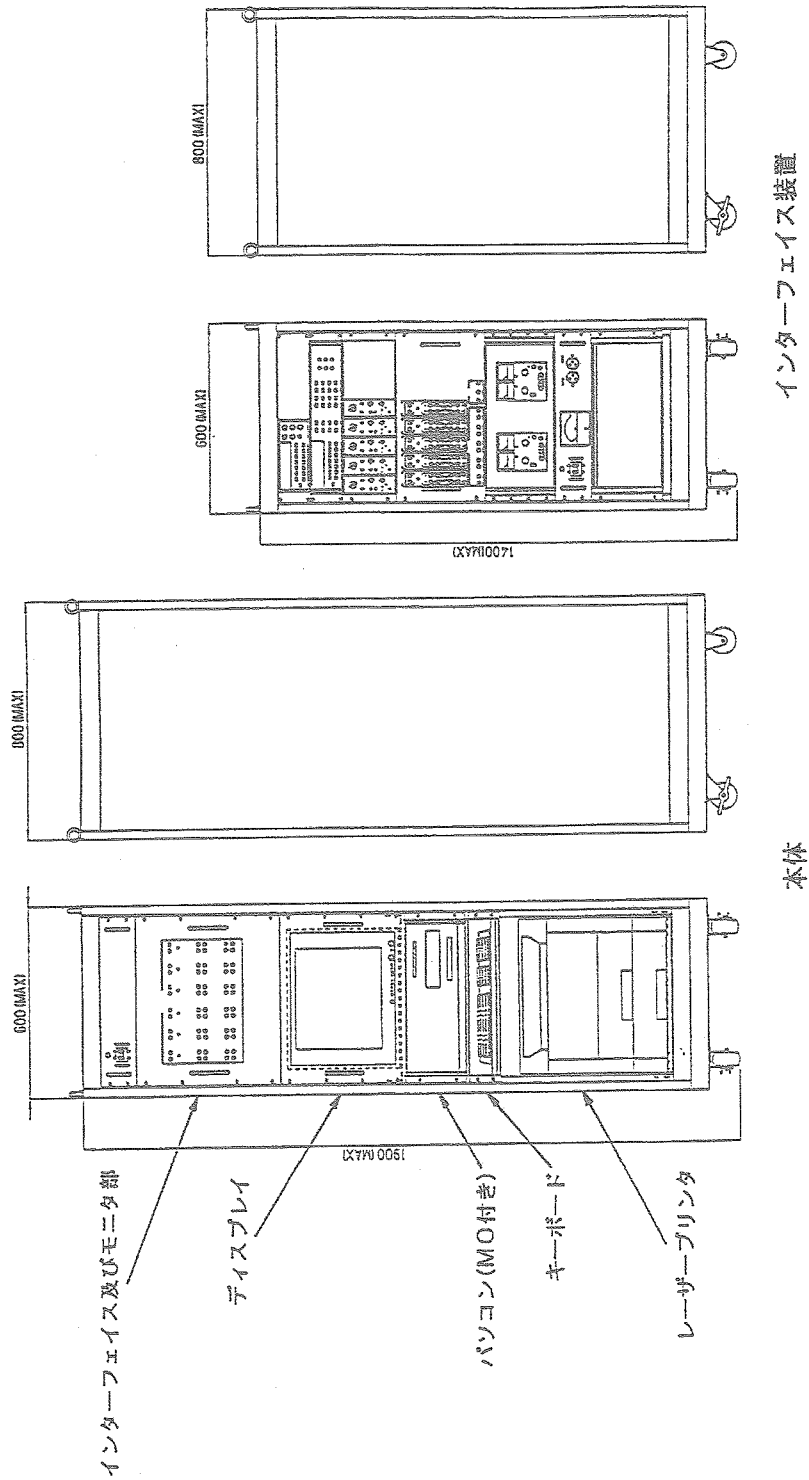 600(MAX)
800(MAX)
1900(MAX)
インターフェイス及びモニタ部
ディスプレイ
パソコン(MO付き)
キーボード
レーザープリンタ
本体
600(MAX)
800(MAX)
1400(MAX)
インターフェイス装置